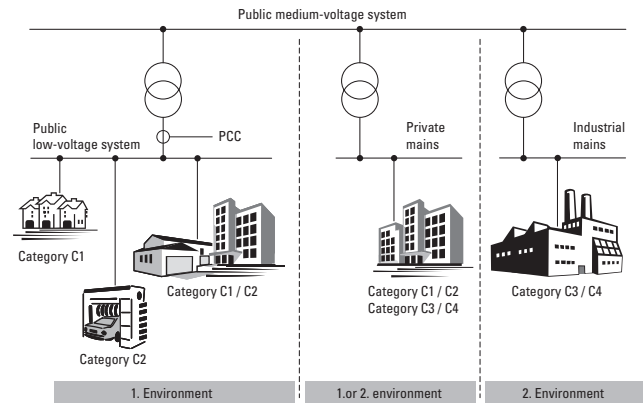 Public medium-voltage system
Public
low-voltage system
PCC
Private
mains
Industrial
mains
Category C1
Category C1 / C2
Category C2
Category C1 / C2
Category C3 / C4
Category C3 / C4
1. Environment
1.or 2. environment
2. Environment